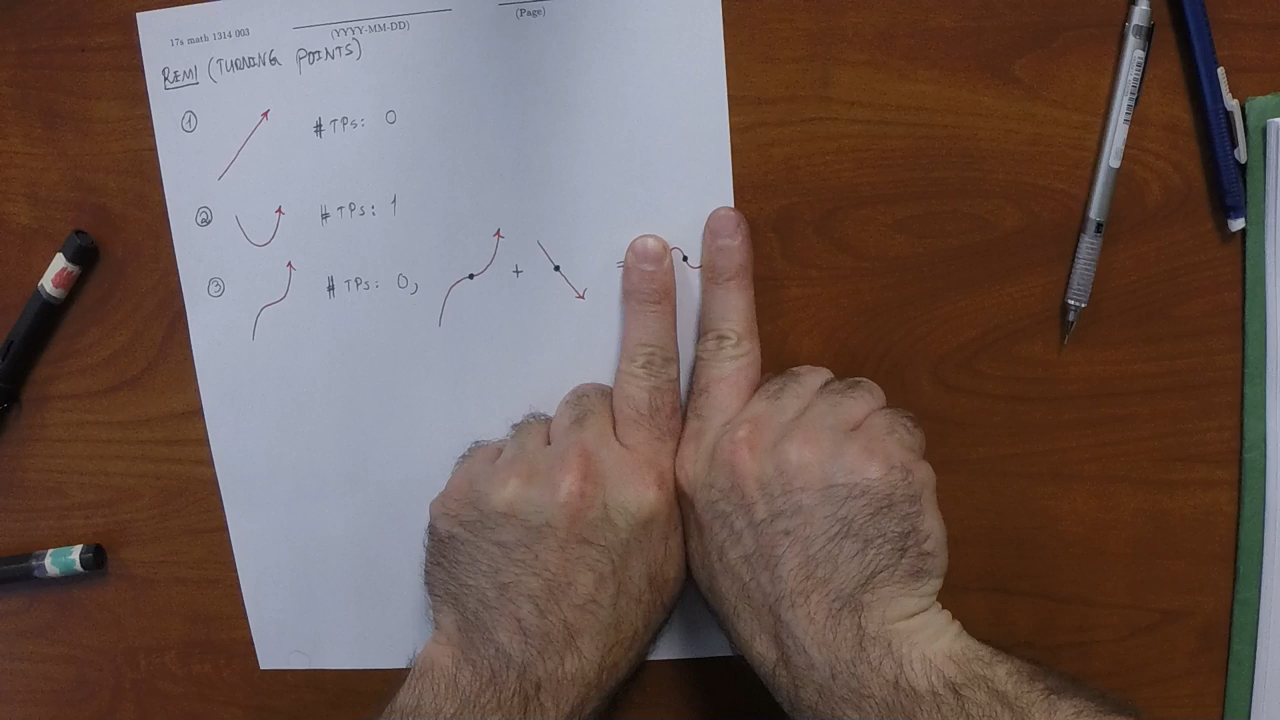 17s math 1314 003
(YYYY-MM-DD)
(Page)
REM (TURNING POINTS)
① # TPs: 0
② # TPs: 1
③ # TPs: 0, + =